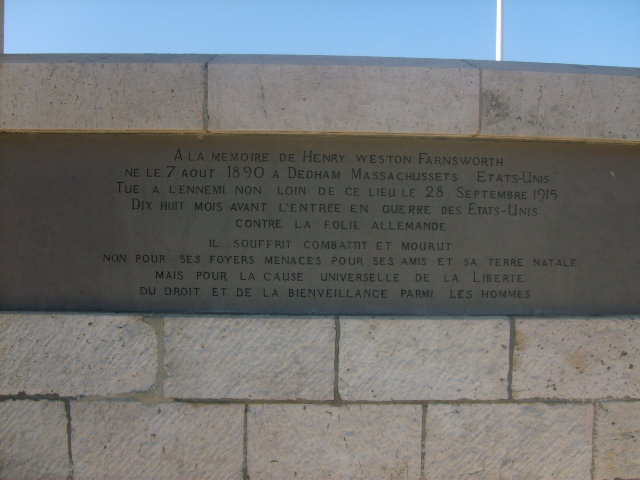 A LA MEMOIRE DE HENRY WESTON FARNSWORTH
NE LE 7 AOUT 1890 A DEDHAM MASSACHUSSETS ETATS-UNIS
TUE A L'ENNEMI NON LOIN DE CE LIEU LE 28 SEPTEMBRE 1915
DIX HUIT MOIS AVANT L'ENTREE EN GUERRE DES ETATS-UNIS
CONTRE LA FOLIE ALLEMANDE
IL SOUFFRIT COMBATTIT ET MOURUT
NON POUR SES FOYERS MENACES POUR SES AMIS ET SA TERRE NATALE
MAIS POUR LA CAUSE UNIVERSELLE DE LA LIBERTE
DU DROIT ET DE LA BIENVEILLANCE PARMI LES HOMMES